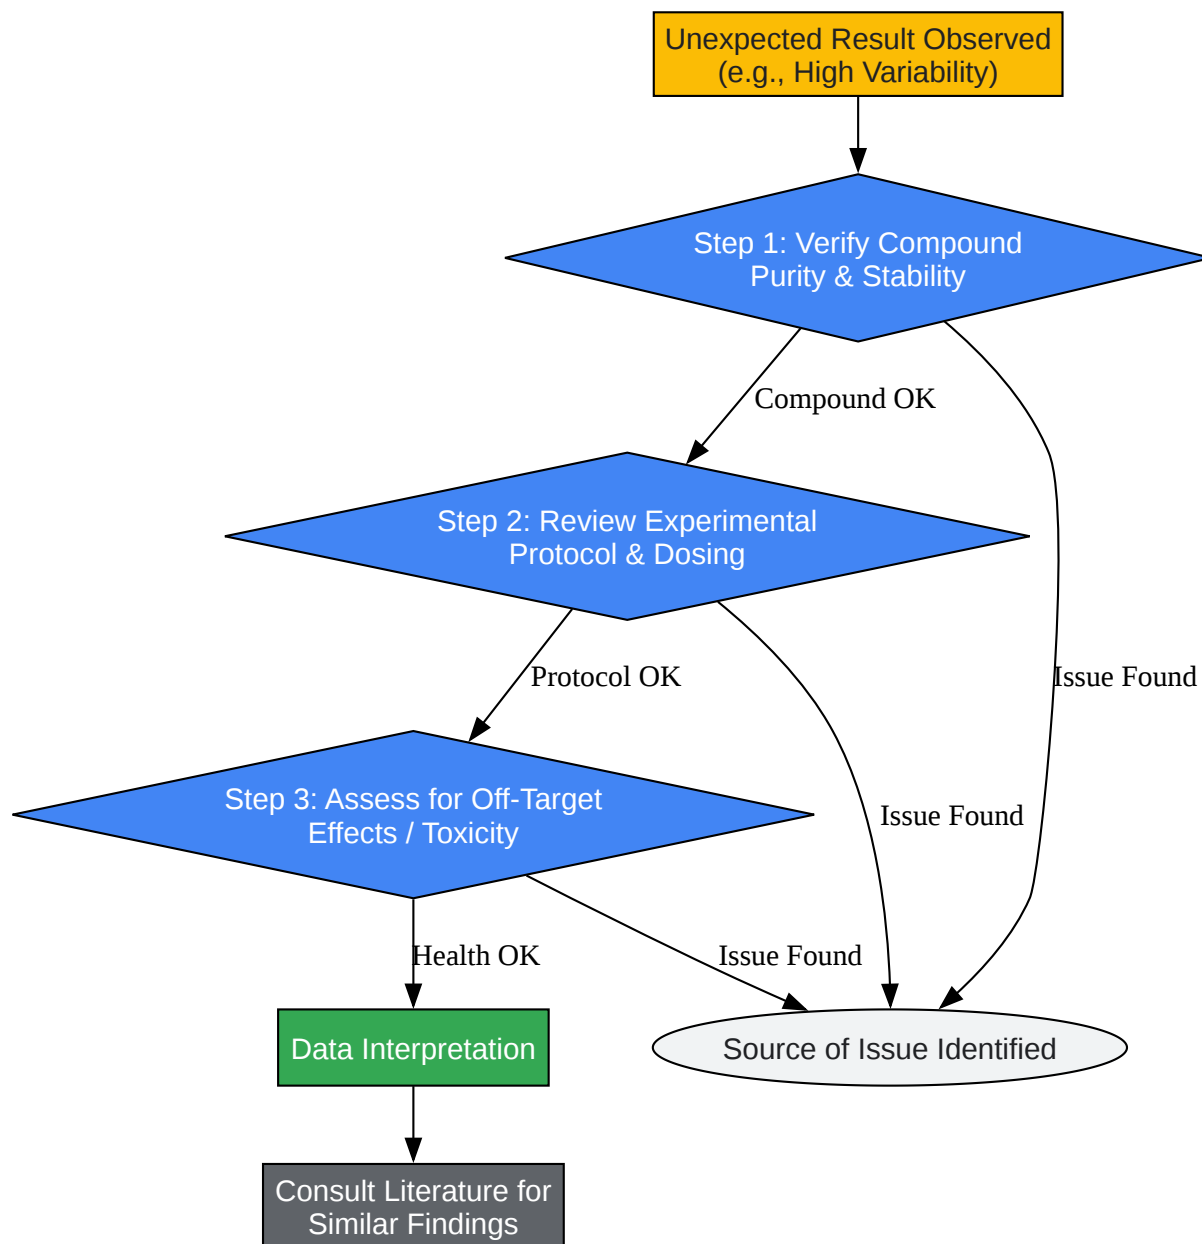 Unexpected Result Observed
(e.g., High Variability)
Step 1: Verify Compound
Purity & Stability
Compound OK
Step 2: Review Experimental
Protocol & Dosing
Protocol OK
Issue Found
Step 3: Assess for Off-Target
Effects / Toxicity
Issue Found
Health OK
Issue Found
Data Interpretation
Source of Issue Identified
Consult Literature for
Similar Findings